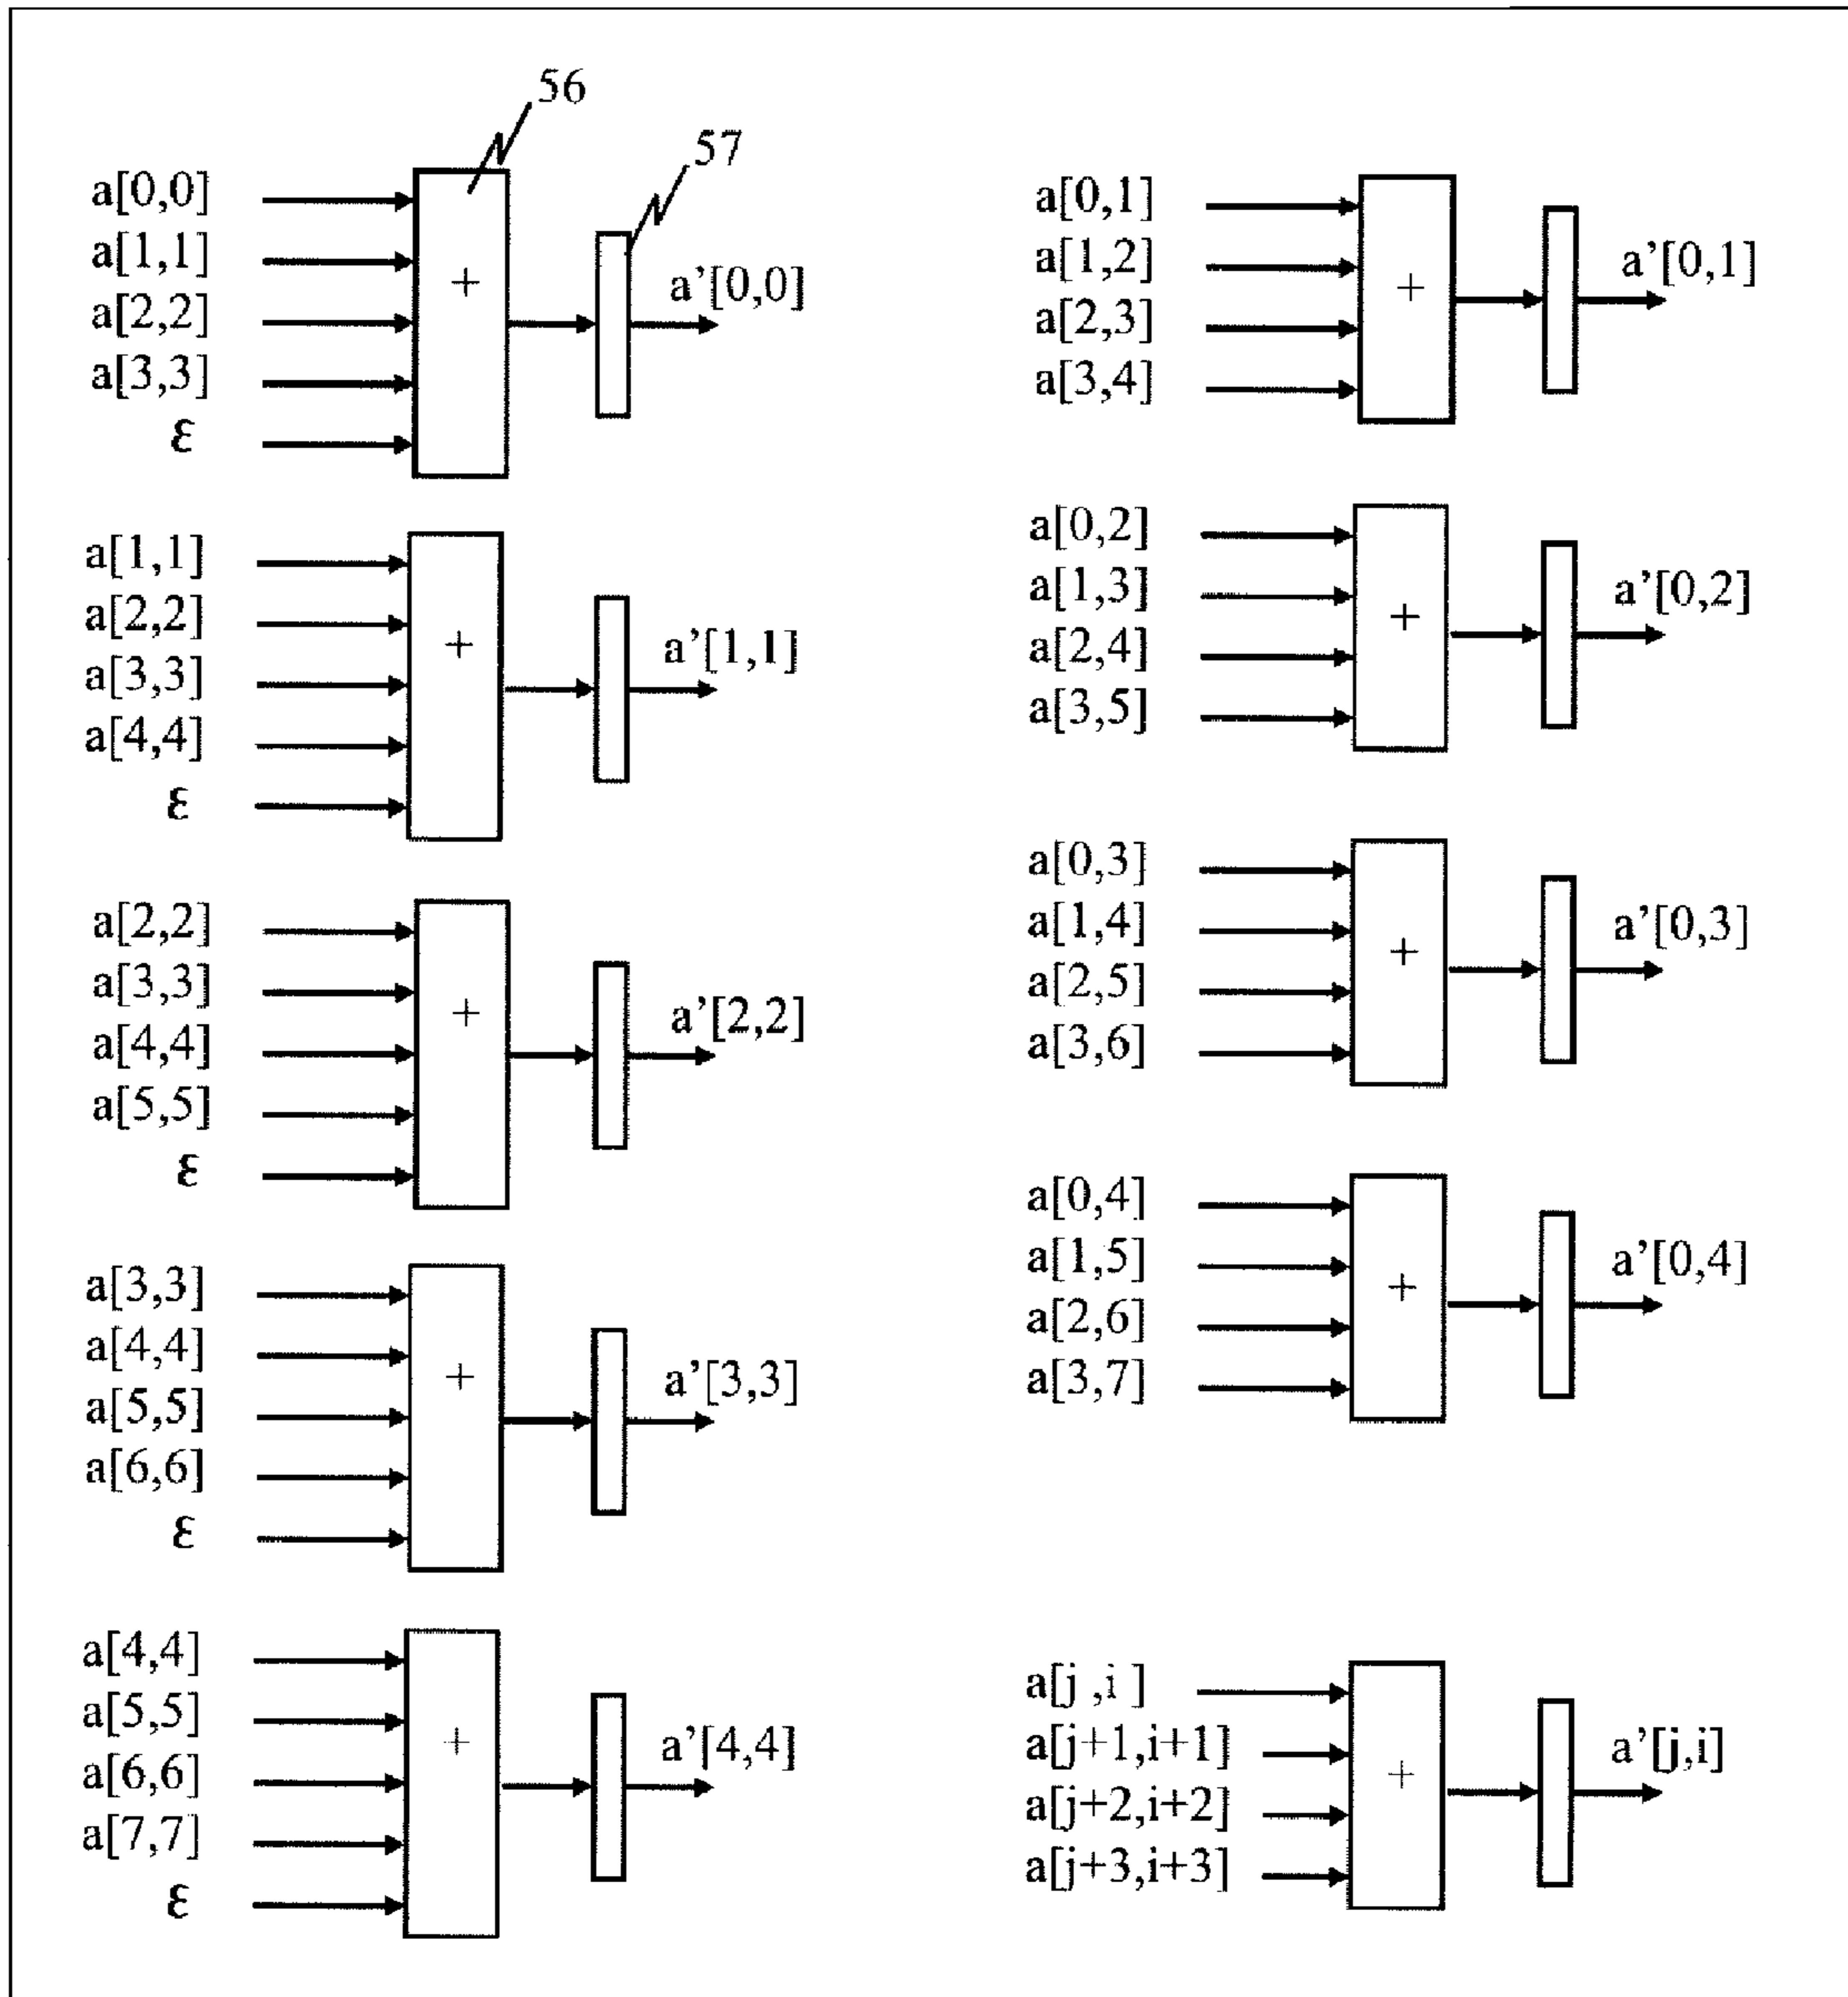 56
57
a[0,0]
a[1,1]
a[2,2]
a[3,3]
ε
+
a’[0,0]
a[1,1]
a[2,2]
a[3,3]
a[4,4]
ε
+
a’[1,1]
a[2,2]
a[3,3]
a[4,4]
a[5,5]
ε
+
a’[2,2]
a[3,3]
a[4,4]
a[5,5]
a[6,6]
ε
+
a’[3,3]
a[4,4]
a[5,5]
a[6,6]
a[7,7]
ε
+
a’[4,4]
a[0,1]
a[1,2]
a[2,3]
a[3,4]
+
a’[0,1]
a[0,2]
a[1,3]
a[2,4]
a[3,5]
+
a’[0,2]
a[0,3]
a[1,4]
a[2,5]
a[3,6]
+
a’[0,3]
a[0,4]
a[1,5]
a[2,6]
a[3,7]
+
a’[0,4]
a[j ,i ]
a[j+1,i+1]
a[j+2,i+2]
a[j+3,i+3]
+
a’[j,i]